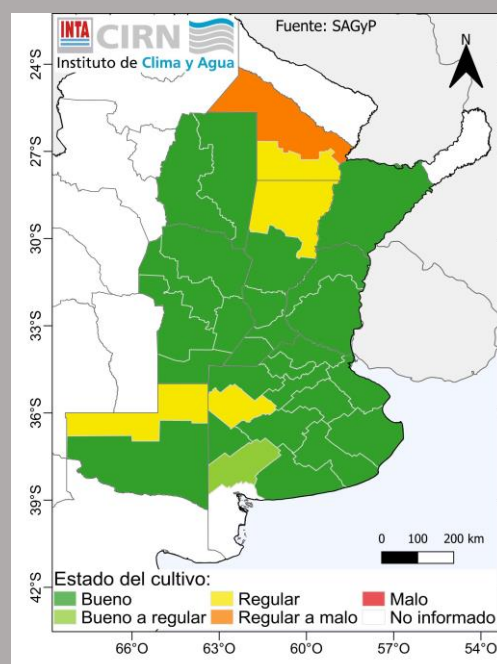 INTA CIRN
Instituto de Clima y Agua
Fuente: SAGyP
N
24°S
27°S
30°S
33°S
36°S
39°S
42°S
0 100 200 km
Estado del cultivo:
Bueno Regular Malo
Bueno a regular Regular a malo No informado
66°O 63°O 60°O 57°O 54°O